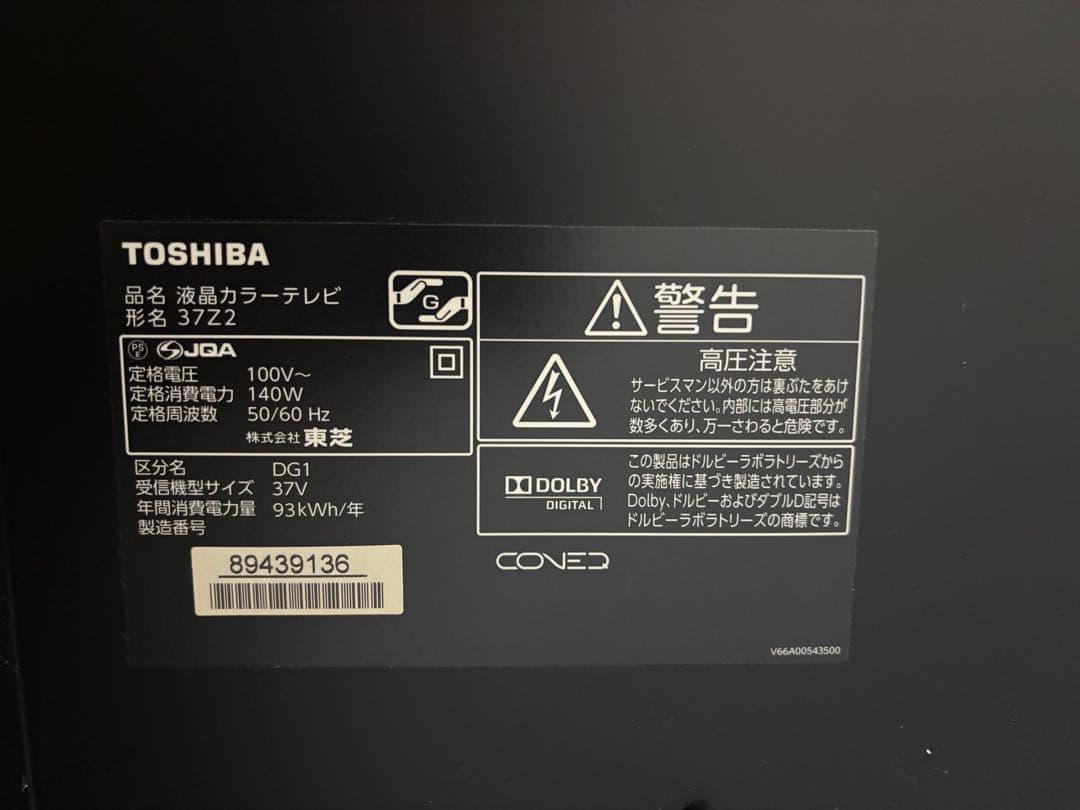 TOSHIBA
品名 液晶カラーテレビ
形名 37Z2
G
PS
E
JQA
定格電圧 100V～
定格消費電力 140W
定格周波数 50/60 Hz
株式会社 東芝
区分名 DG1
受信機型サイズ 37V
年間消費電力量 93kWh/年
製造番号
89439136
警告
高圧注意
サービスマン以外の方は裏ぶたをあけ
ないでください。内部には高電圧部分が
数多くあり、万一さわると危険です。
DOLBY
DIGITAL
この製品はドルビーラボラトリーズから
の実施権に基づき製造されています。
Dolby、ドルビーおよびダブルD記号は
ドルビーラボラトリーズの商標です。
CONEQ
V66A00543500